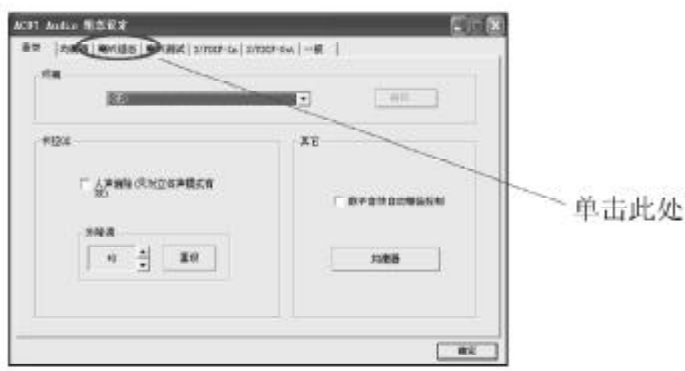 AC97 Audio 组态设定
音效 | 均衡器 | 喇叭组态 | 喇叭测试 | S/PDIF-In | S/PDIF-Out | 一般
环境
(无)
卡拉OK
人声消除(只对立体声模式有
效)
升降调
+0
重设
其它
数字音效自动增益控制
均衡器
确定
单击此处